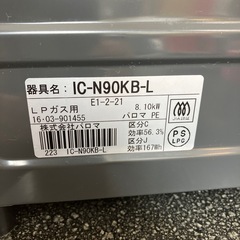 器具名: IC-N90KB-L
E1-2-21
LPガス用 8.10kW
16·03-901455 パロマ PE
株式会社パロマ 区分C
効率56.3%
区分J
223 IC-N90KB-L 効率167Wh
PS
LPG